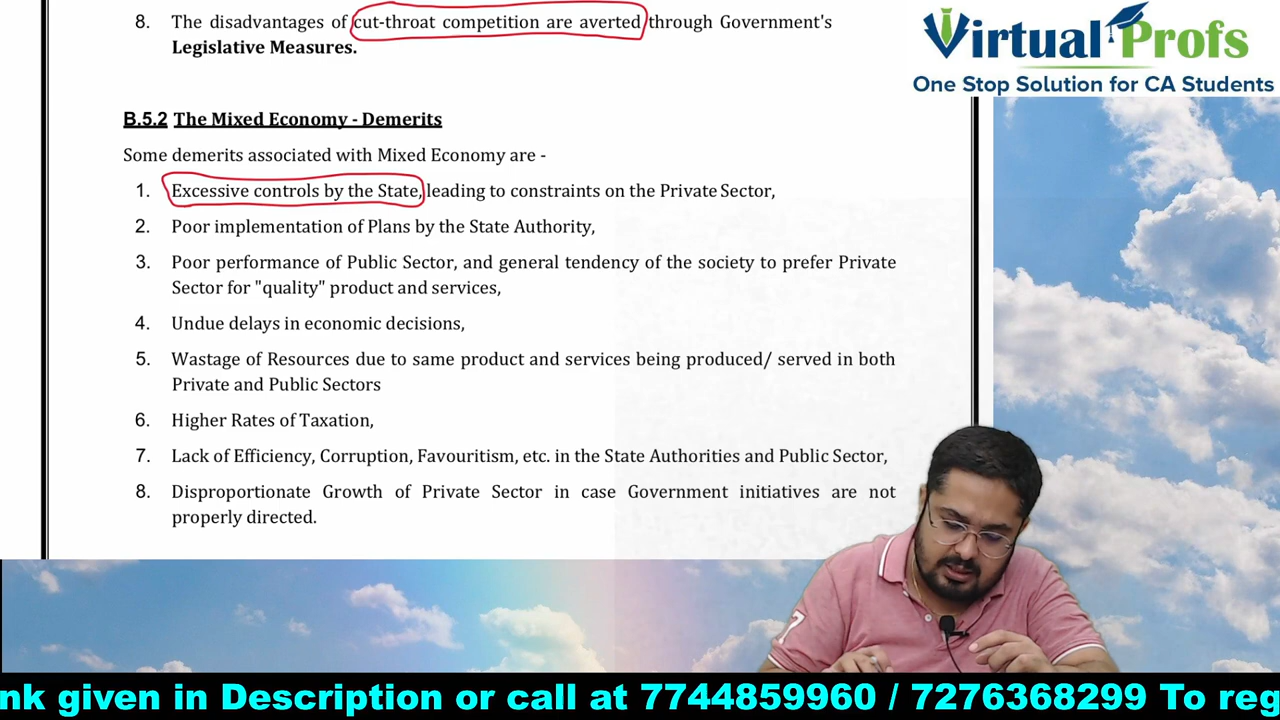 8. The disadvantages of cut-throat competition are averted through Government's
Legislative Measures.
Virtual Profs
One Stop Solution for CA Students
B.5.2 The Mixed Economy - Demerits
Some demerits associated with Mixed Economy are -
1. Excessive controls by the State, leading to constraints on the Private Sector,
2. Poor implementation of Plans by the State Authority,
3. Poor performance of Public Sector, and general tendency of the society to prefer Private
Sector for "quality" product and services,
4. Undue delays in economic decisions,
5. Wastage of Resources due to same product and services being produced/ served in both
Private and Public Sectors
6. Higher Rates of Taxation,
7. Lack of Efficiency, Corruption, Favouritism, etc. in the State Authorities and Public Sector,
8. Disproportionate Growth of Private Sector in case Government initiatives are not
properly directed.
7
nk given in Description or call at 7744859960 / 7276368299 To reg